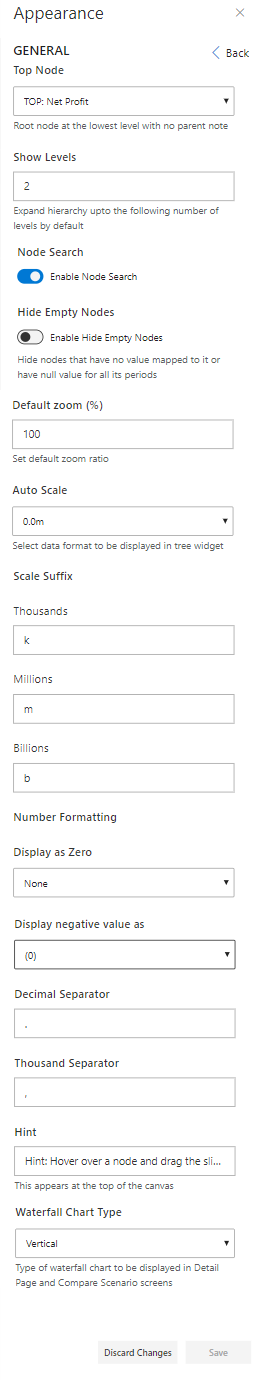 Appearance
GENERAL
Back
Top Node
TOP: Net Profit
Root node at the lowest level with no parent note
Show Levels
2
Expand hierarchy upto the following number of
levels by default
Node Search
Enable Node Search
Hide Empty Nodes
Enable Hide Empty Nodes
Hide nodes that have no value mapped to it or
have null value for all its periods
Default zoom (%)
100
Set default zoom ratio
Auto Scale
0.0m
Select data format to be displayed in tree widget
Scale Suffix
Thousands
k
Millions
m
Billions
b
Number Formatting
Display as Zero
None
Display negative value as
(0)
Decimal Separator
.
Thousand Separator
,
Hint
Hint: Hover over a node and drag the sli...
This appears at the top of the canvas
Waterfall Chart Type
Vertical
Type of waterfall chart to be displayed in Detail
Page and Compare Scenario screens
Discard Changes
Save